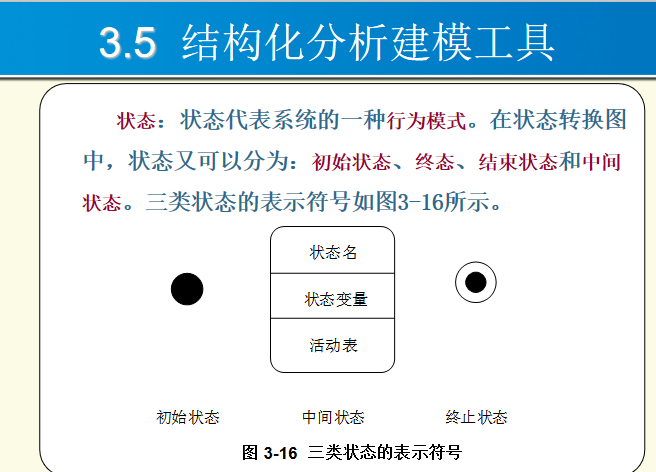 3.5 结构化分析建模工具
状态：状态代表系统的一种行为模式。在状态转换图
中，状态又可以分为：初始状态、终态、结束状态和中间
状态。三类状态的表示符号如图3-16所示。
状态名
状态变量
活动表
初始状态 中间状态 终止状态
图 3-16 三类状态的表示符号